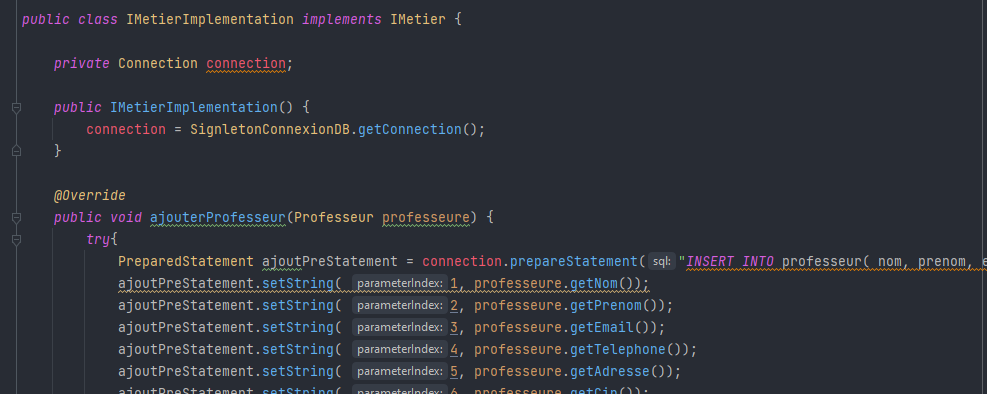 public class IMetierImplementation implements IMetier {
private Connection connection;
public IMetierImplementation() {
connection = SignletonConnexionDB.getConnection();
}
@Override
public void ajouterProfesseur(Professeur professeure) {
try{
PreparedStatement ajoutPreStatement = connection.prepareStatement( sql: "INSERT INTO professeur( nom, prenom, e
ajoutPreStatement.setString( parameterIndex: 1, professeure.getNom());
ajoutPreStatement.setString( parameterIndex: 2, professeure.getPrenom());
ajoutPreStatement.setString( parameterIndex: 3, professeure.getEmail());
ajoutPreStatement.setString( parameterIndex: 4, professeure.getTelephone());
ajoutPreStatement.setString( parameterIndex: 5, professeure.getAdresse());
ajoutPreStatement.setString( parameterIndex: 6, professeure.getCin());